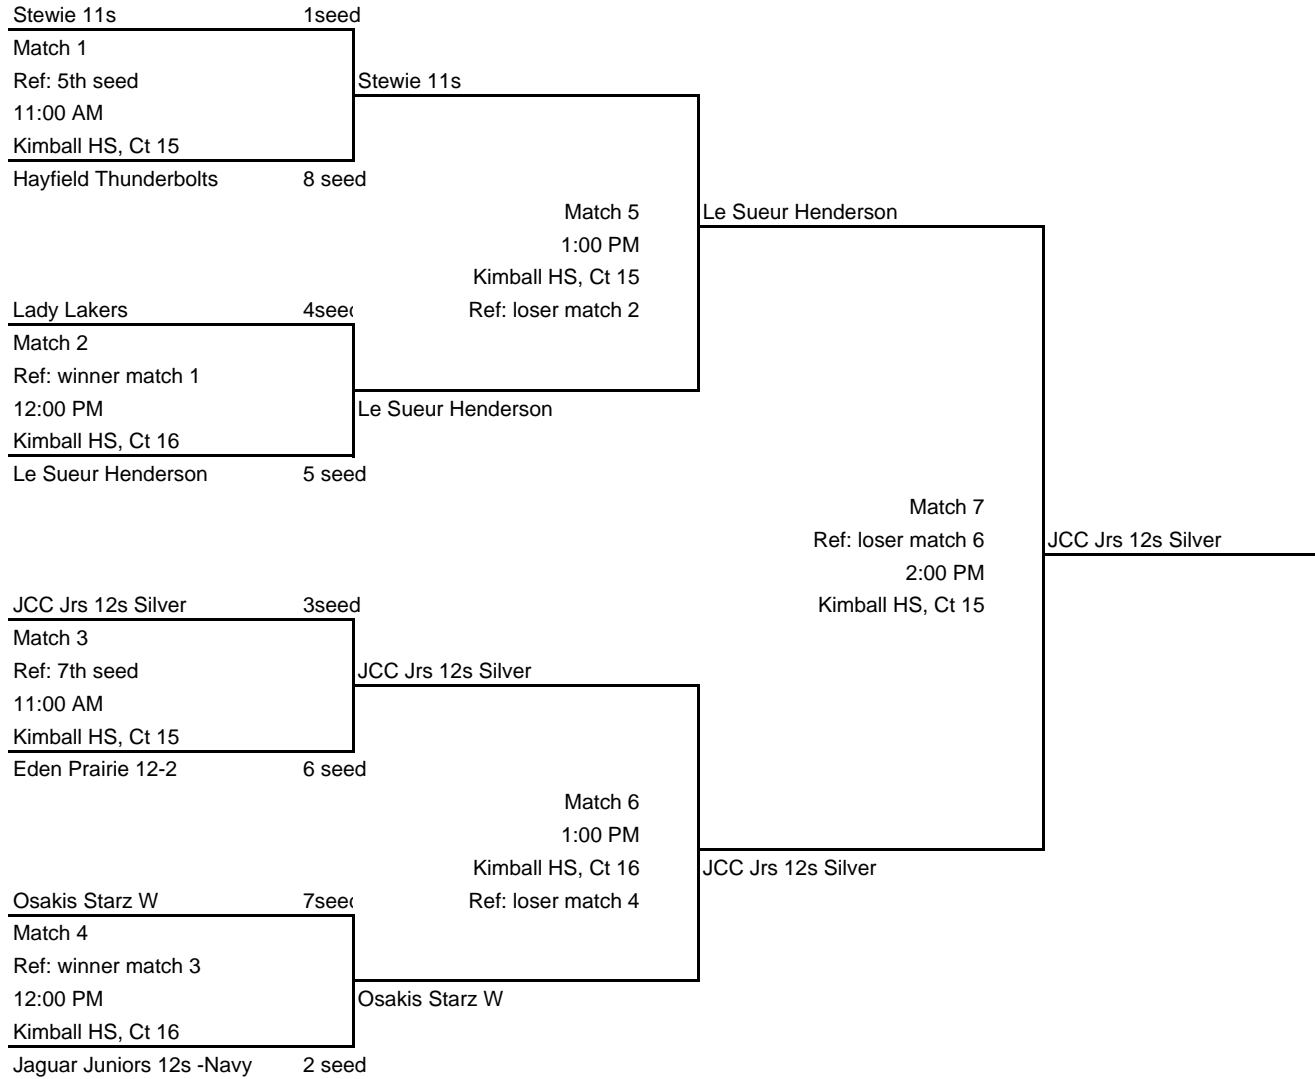 Stewie 11s 1seed
Match 1
Ref: 5th seed
11:00 AM
Kimball HS, Ct 15
Hayfield Thunderbolts 8 seed
Stewie 11s
Match 5
1:00 PM
Kimball HS, Ct 15
Ref: loser match 2
Le Sueur Henderson
Lady Lakers 4seed
Match 2
Ref: winner match 1
12:00 PM
Kimball HS, Ct 16
Le Sueur Henderson 5 seed
Le Sueur Henderson
Match 7
Ref: loser match 6
2:00 PM
Kimball HS, Ct 15
JCC Jrs 12s Silver
JCC Jrs 12s Silver 3seed
Match 3
Ref: 7th seed
11:00 AM
Kimball HS, Ct 15
Eden Prairie 12-2 6 seed
JCC Jrs 12s Silver
Match 6
1:00 PM
Kimball HS, Ct 16
Ref: loser match 4
JCC Jrs 12s Silver
Osakis Starz W 7seed
Match 4
Ref: winner match 3
12:00 PM
Kimball HS, Ct 16
Jaguar Juniors 12s -Navy 2 seed
Osakis Starz W